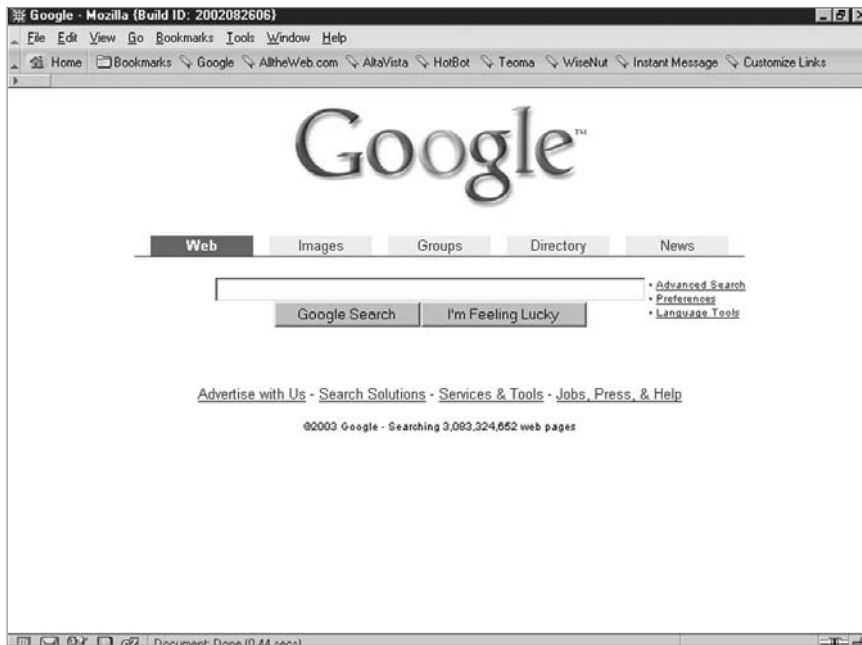 Google - Mozilla {Build ID: 2002082606}
File Edit View Go Bookmarks Tools Window Help
Home Bookmarks Google AlltheWeb.com AltaVista HotBot Teoma WiseNut Instant Message Customize Links
Google™
Web Images Groups Directory News
• Advanced Search
• Preferences
• Language Tools
Google Search I'm Feeling Lucky
Advertise with Us - Search Solutions - Services & Tools - Jobs, Press, & Help
©2003 Google - Searching 3,083,324,652 web pages
Document: Done (0.44 secs)